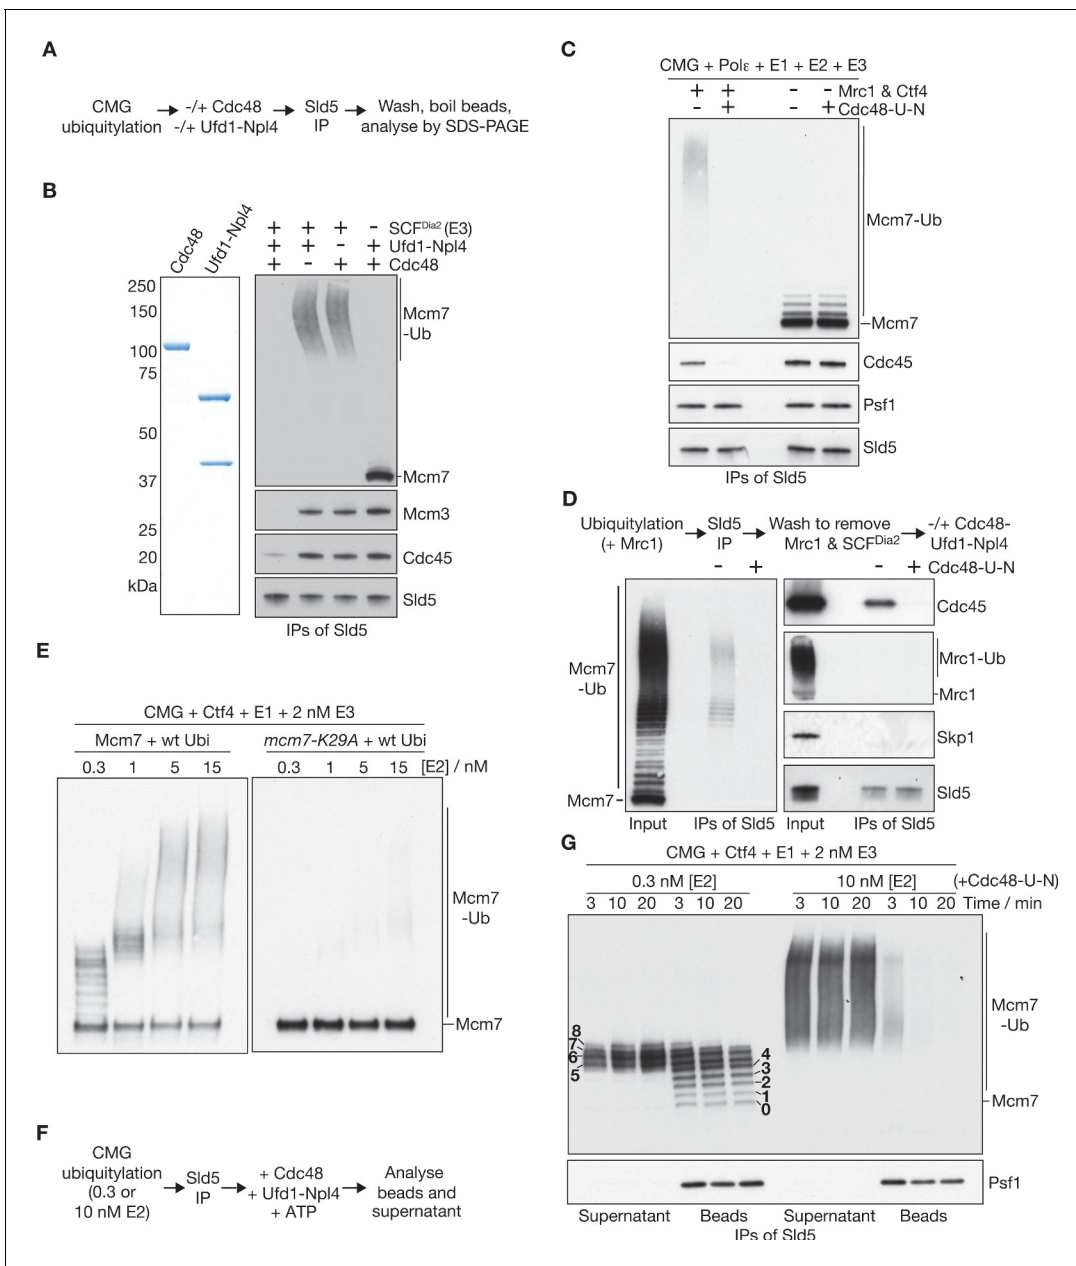 A
CMG
ubiquitylation
-/+ Cdc48
-/+ Ufd1-Npl4
Sld5
IP
Wash, boil beads,
analyse by SDS-PAGE
B
Cdc48
Ufd1-Npl4
250
150
100
75
50
37
25
20
kDa
+ + + - SCFDia2 (E3)
+ + - + Ufd1-Npl4
+ - + + Cdc48
Mcm7
-Ub
Mcm7
Mcm3
Cdc45
Sld5
IPs of Sld5
C
CMG + Polε + E1 + E2 + E3
+ + - - Mrc1 & Ctf4
- + - + Cdc48-U-N
Mcm7-Ub
Mcm7
Cdc45
Psf1
Sld5
IPs of Sld5
D
Ubiquitylation
(+ Mrc1)
Sld5
IP
Wash to remove
Mrc1 & SCFDia2
-/+ Cdc48-
Ufd1-Npl4
- + - + Cdc48-U-N
Mcm7
-Ub
Mcm7
Cdc45
Mrc1-Ub
Mrc1
Skp1
Sld5
Input IPs of Sld5 Input IPs of Sld5
E
CMG + Ctf4 + E1 + 2 nM E3
Mcm7 + wt Ubi mcm7-K29A + wt Ubi
0.3 1 5 15 0.3 1 5 15 [E2] / nM
Mcm7
-Ub
Mcm7
F
CMG
ubiquitylation
(0.3 or
10 nM E2)
Sld5
IP
+ Cdc48
+ Ufd1-Npl4
+ ATP
Analyse
beads and
supernatant
G
CMG + Ctf4 + E1 + 2 nM E3
0.3 nM [E2] 10 nM [E2] (+Cdc48-U-N)
3 10 20 3 10 20 3 10 20 3 10 20 Time / min
8
7
6
5
4
3
2
1
0
Mcm7
-Ub
Mcm7
Psf1
Supernatant Beads Supernatant Beads
IPs of Sld5